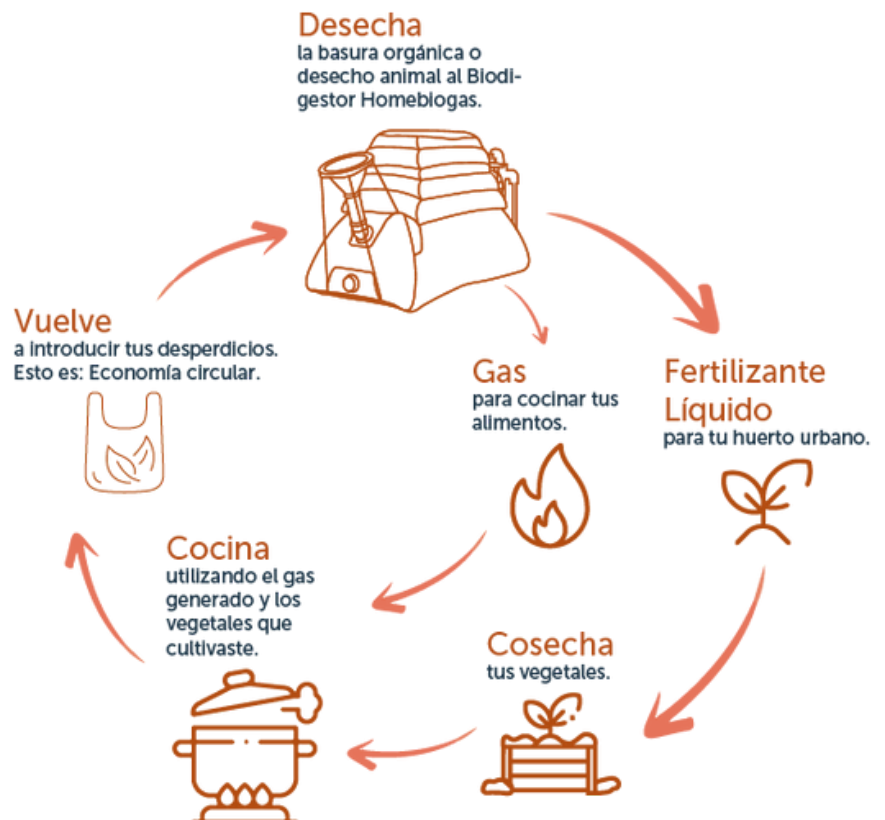 Desecha
la basura orgánica o
desecho animal al Biodi-
gestor Homebiogas.
Vuelve
a introducir tus desperdicios.
Esto es: Economía circular.
Gas
para cocinar tus
alimentos.
Fertilizante
Líquido
para tu huerto urbano.
Cocina
utilizando el gas
generado y los
vegetales que
cultivaste.
Cosecha
tus vegetales.